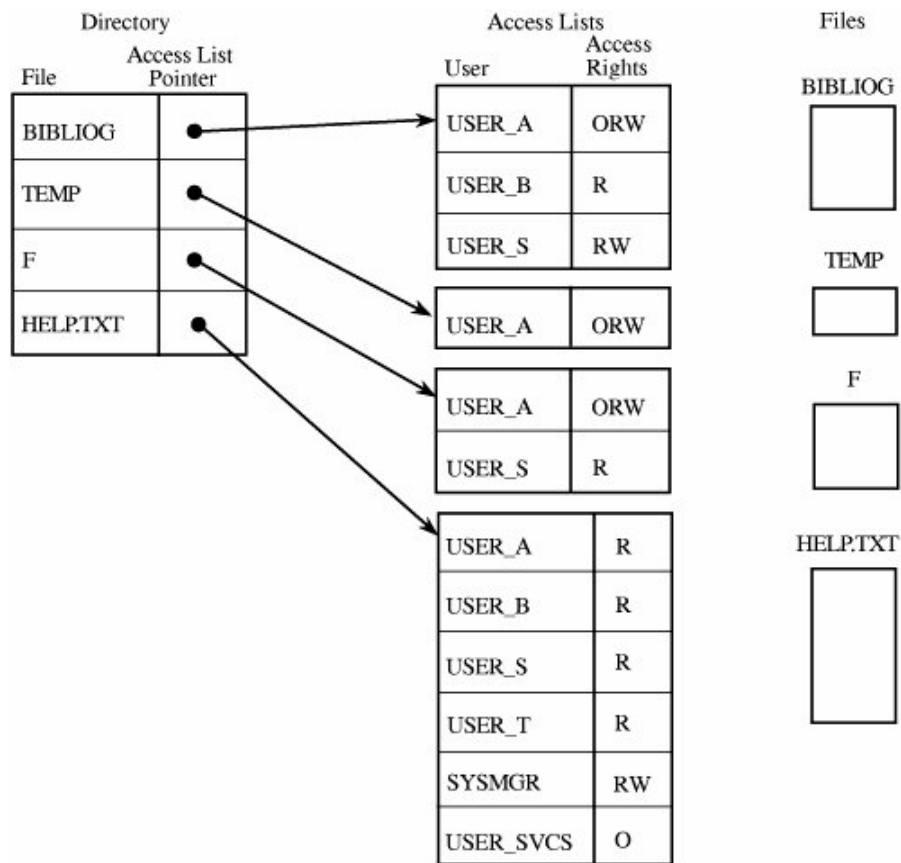 Directory
File
Access List
Pointer
BIBLIOG
TEMP
F
HELP.TXT
Access Lists
User
Access
Rights
USER_A ORW
USER_B R
USER_S RW
USER_A ORW
USER_A ORW
USER_S R
USER_A R
USER_B R
USER_S R
USER_T R
SYSMGR RW
USER_SVCS O
Files
BIBLIOG
TEMP
F
HELP.TXT